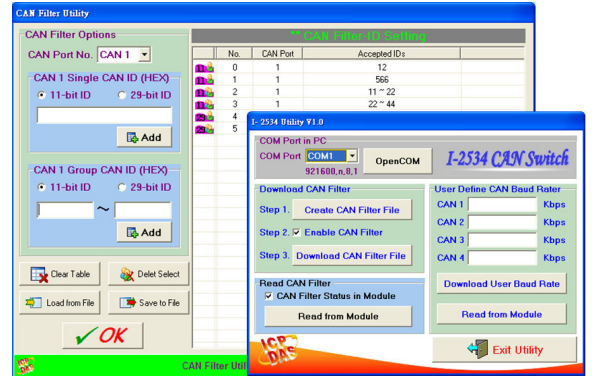 CAN Filter Utility
CAN Filter Options
CAN Port No. CAN 1
CAN 1 Single CAN ID (HEX)
11-bit ID 29-bit ID
Add
CAN 1 Group CAN ID (HEX)
11-bit ID 29-bit ID
~
Add
Clear Table Delet Select
Load from File Save to File
OK
** CAN Filter-ID Setting
No. CAN Port Accepted IDs
11 0 1 12
11 1 1 566
11 2 1 11 ~ 22
11 3 1 22 ~ 44
29 4
29 5
CAN Filter Util
I- 2534 Utility V1.0
COM Port in PC
COM Port COM1 OpenCOM
921600,n,8,1
I-2534 CAN Switch
Download CAN Filter
Step 1. Create CAN Filter File
Step 2. Enable CAN Filter
Step 3. Download CAN Filter File
Read CAN Filter
CAN Filter Status in Module
Read from Module
User Define CAN Baud Rater
CAN 1 Kbps
CAN 2 Kbps
CAN 3 Kbps
CAN 4 Kbps
Download User Baud Rate
Read from Module
ICP DAS
Exit Utility